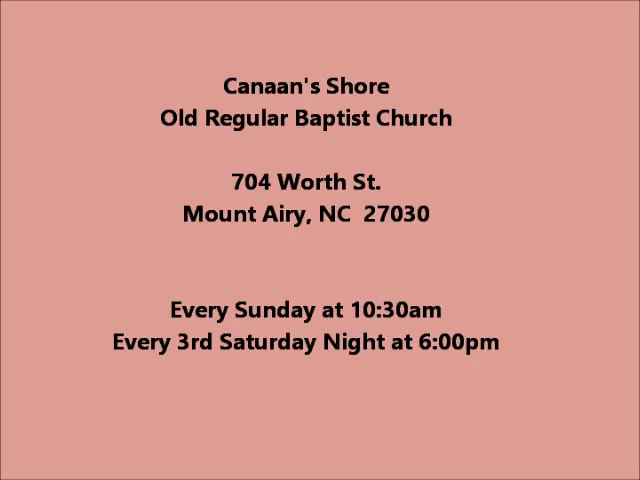 Canaan's Shore
Old Regular Baptist Church
704 Worth St.
Mount Airy, NC  27030
Every Sunday at 10:30am
Every 3rd Saturday Night at 6:00pm